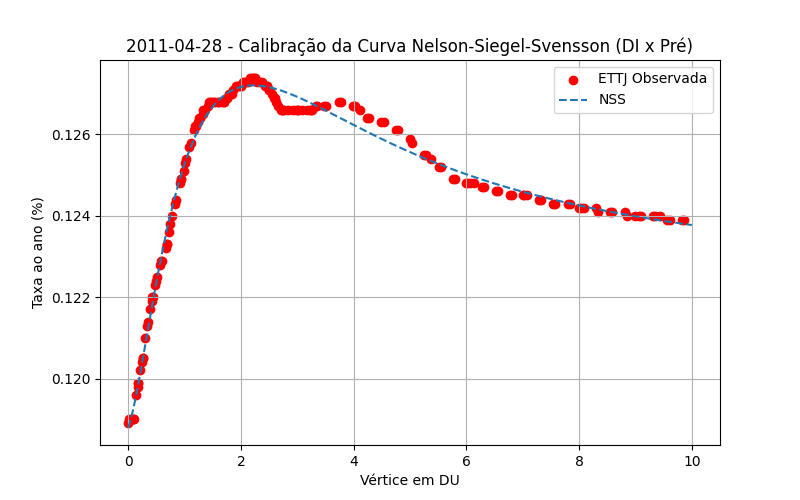 2011-04-28 - Calibração da Curva Nelson-Siegel-Svensson (DI x Pré)
ETTJ Observada
NSS
Taxa ao ano (%)
0.126
0.124
0.122
0.120
0
2
4
6
8
10
Vértice em DU